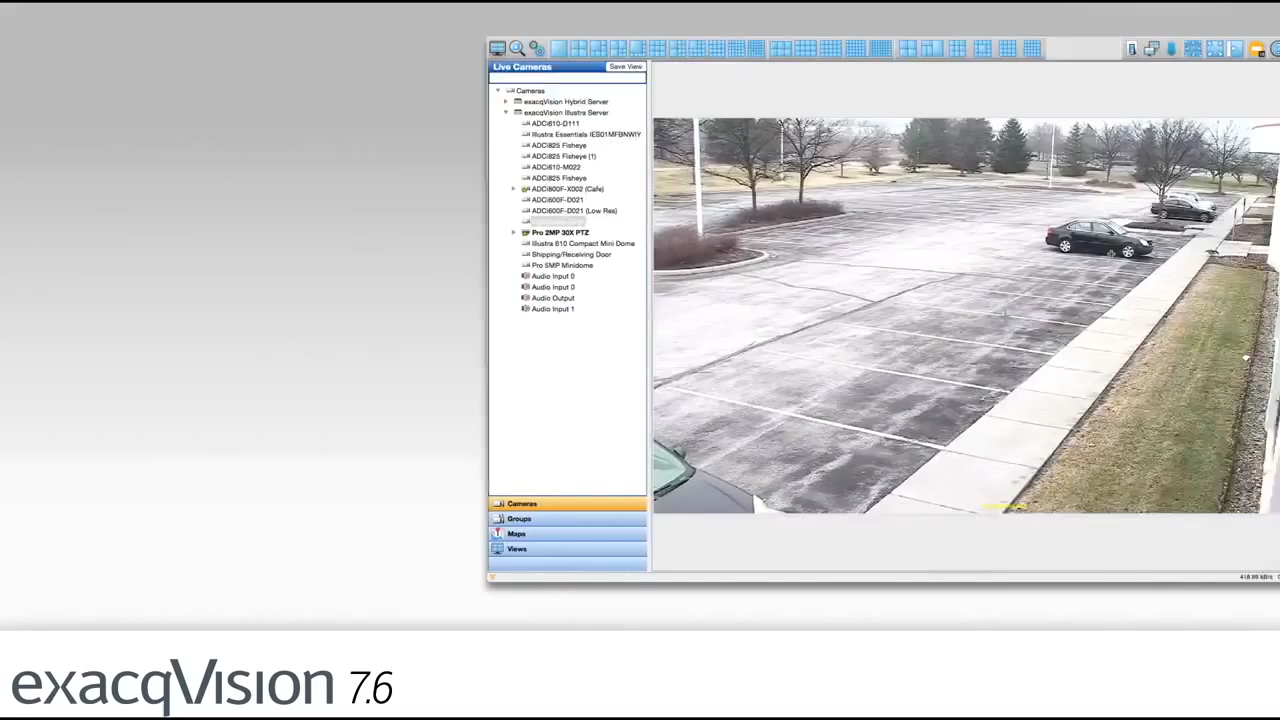 Live Cameras
Save View
Cameras
exacqVision Hybrid Server
exacqVision Illustra Server
ADCi610-D111
Illustra Essentials IES01MFBNWIY
ADCi825 Fisheye
ADCi825 Fisheye (1)
ADCi610-M022
ADCi825 Fisheye
ADCi800F-X002 (Cafe)
ADCi600F-D021
ADCi600F-D021 (Low Res)
Pro 2MP 30X PTZ
Illustra 610 Compact Mini Dome
Shipping/Receiving Door
Pro 5MP Minidome
Audio Input 0
Audio Input 0
Audio Output
Audio Input 1
Cameras
Groups
Maps
Views
exacqVision 7.6